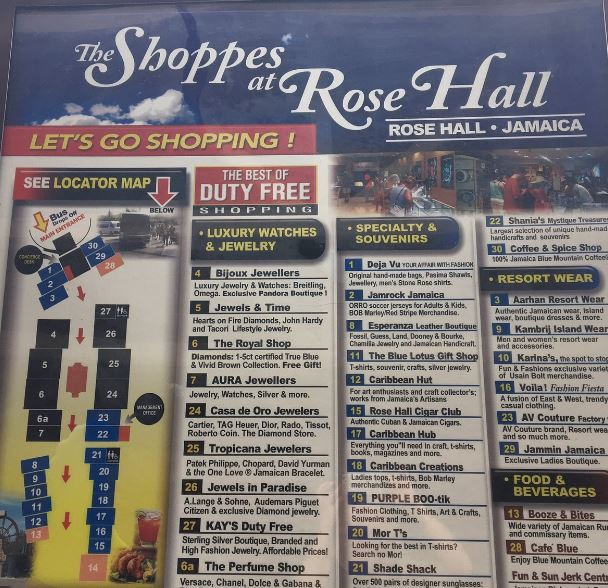 The Shoppes
at Rose Hall
ROSE HALL • JAMAICA
LET'S GO SHOPPING !
SEE LOCATOR MAP
BELOW
Bus
Drops off
MAIN ENTRANCE
CONCIERGE
DESK
30
29
28
1
2
3
27
4
26
5
25
6
24
MANAGEMENT
OFFICE
6a
23
7
22
21
8
20
9
19
10
18
11
17
12
16
13
15
14
THE BEST OF
DUTY FREE
SHOPPING
• LUXURY WATCHES
& JEWELRY
4 Bijoux Jewellers
Luxury Jewelry & Watches: Breitling,
Omega. Exclusive Pandora Boutique !
5 Jewels & Time
Hearts on Fire Diamonds, John Hardy
and Tacori Lifestyle Jewelry.
6 The Royal Shop
Diamonds: 1-5ct certified True Blue
& Vivid Brown Collection. Free Gift!
7 AURA Jewellers
Jewelry, Watches, Silver & more.
24 Casa de Oro Jewelers
Cartier, TAG Heuer, Dior, Rado, Tissot,
Roberto Coin. The Diamond Store.
25 Tropicana Jewelers
Patek Philippe, Chopard, David Yurman
& the One Love ® Jamaican Bracelet.
26 Jewels in Paradise
A.Lange & Sohne, Audemars Piguet
Citizen & exclusive Diamond jewelry.
27 KAY'S Duty Free
Sterling Silver Boutique, Branded and
High Fashion Jewelry. Affordable Prices!
6a The Perfume Shop
Versace, Chanel, Dolce & Gabana &
• SPECIALTY &
SOUVENIRS
1 Deja Vu YOUR AFFAIR WITH FASHION
Original hand-made bags, Pasima Shawls,
Jewellery, men's Stone Rose shirts.
2 Jamrock Jamaica
ORRO soccer jerseys for Adults & Kids,
BOB Marley/Red Stripe Merchandise.
8 Esperanza Leather Boutique
Fossil, Guess, Land, Dooney & Bourke,
Chamilla Jewelry and Jamaican Handicraft.
11 The Blue Lotus Gift Shop
T-shirts, souvenir, crafts, silver jewelry.
12 Caribbean Hut
For art enthusiasts and craft collector's;
works from Jamaica's Artisans
15 Rose Hall Cigar Club
Authentic Cuban & Jamaican Cigars.
17 Caribbean Hub
Everything you'll need in craft, t-shirts,
books, magazines and more.
18 Caribbean Creations
Ladies tops, t-shirts, Bob Marley
merchandizes and more.
19 PURPLE BOO-tik
Fashion Clothing, T Shirts, Art & Crafts,
Souvenirs and more.
20 Mor T's
Looking for the best in T-shirts?
Search no Mor!
21 Shade Shack
Over 500 pairs of designer sunglasses:
22 Shania's Mystique Treasure
Largest selection of unique hand-mad
handicrafts and souvenirs
30 Coffee & Spice Shop
100% Jamaica Blue Mountain Coffee
• RESORT WEAR
3 Aarhan Resort Wear
Authentic Jamaican wear, island
wear, boutique dresses & more.
9 Kambrij Island Wear
Men and women's resort wear
and accessories.
10 Karina's, the spot to stop
Fun & Fashions exclusive variet
of Usain Bolt merchandise.
16 Voila! Fashion Fiesta
A fusion of East & West, trendy
casual clothing.
23 AV Couture Factory
AV Couture brand, Resort wea
and so much more.
29 Jammin Jamaica
Exclusive Ladies Boutique.
• FOOD &
BEVERAGES
13 Booze & Bites
Wide variety of Jamaican Ru
and commissary items.
28 Cafe' Blue
Enjoy Blue Mountain Coffee
Fun & Sun Jerk Cen